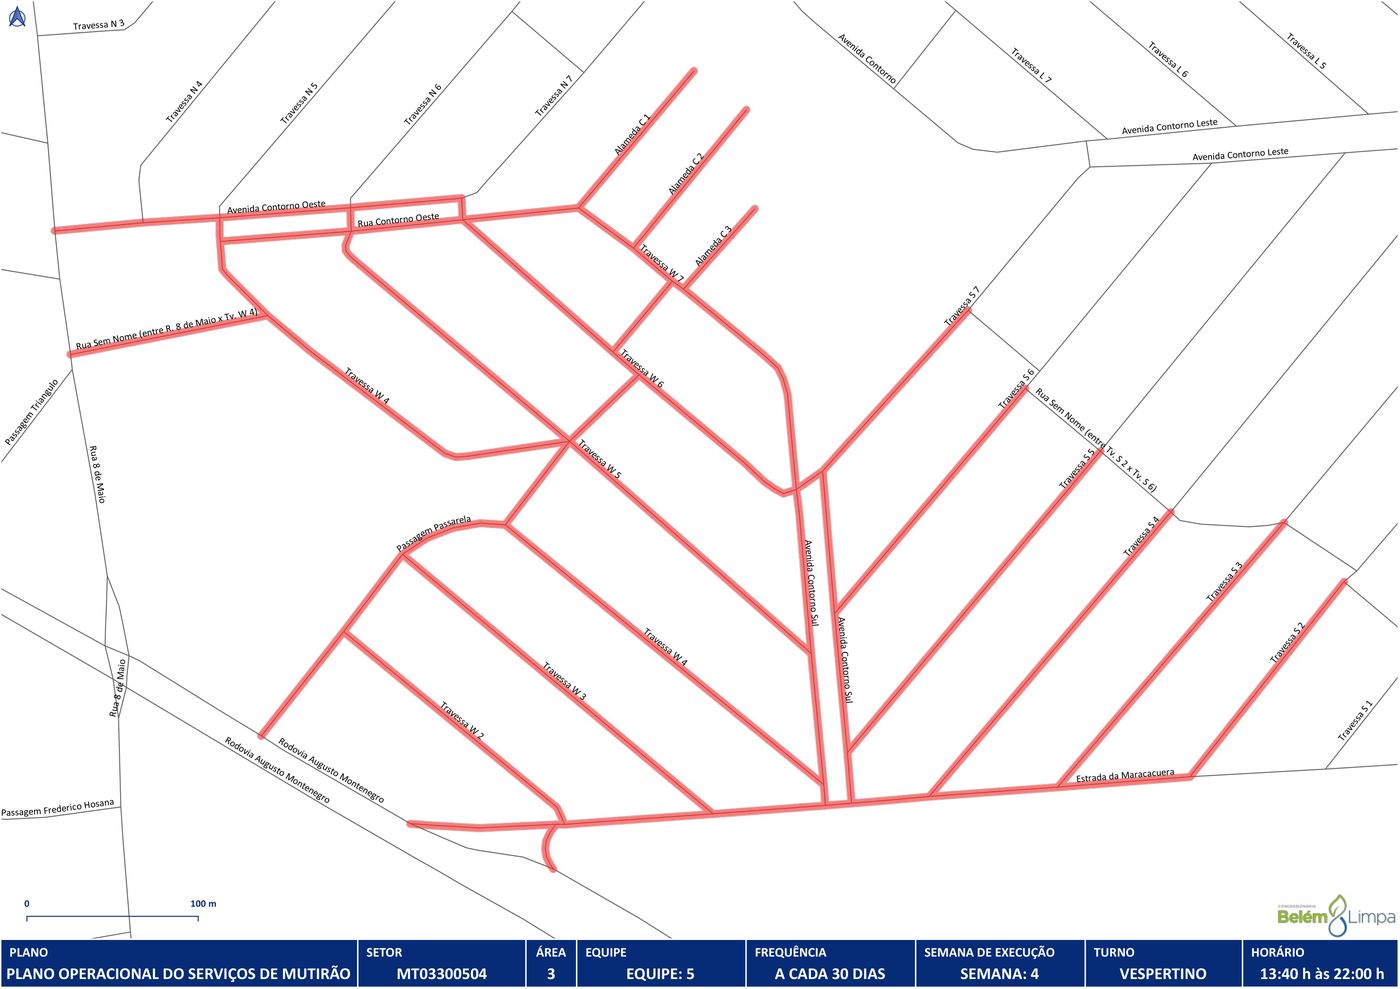 Travessa N 3
Travessa N 4
Travessa N 5
Travessa N 6
Travessa N 7
Avenida Contorno
Travessa L 7
Travessa L 6
Travessa L 5
Avenida Contorno Leste
Avenida Contorno Leste
Alameda C 1
Alameda C 2
Alameda C 3
Avenida Contorno Oeste
Rua Contorno Oeste
Travessa W 7
Rua Sem Nome (entre R. 8 de Maio x Tv. W 4)
Travessa S 7
Travessa W 6
Travessa W 4
Passagem Triangulo
Travessa S 6
Rua Sem Nome (entre Tv. S 2 x Tv. S 6)
Rua 8 de Maio
Travessa W 5
Travessa S 5
Passagem Passarela
Travessa S 4
Avenida Contorno Sul
Travessa S 3
Avenida Contorno Sul
Travessa W 4
Travessa S 2
Rua 8 de Maio
Travessa W 3
Travessa W 2
Travessa S 1
Rodovia Augusto Montenegro
Rodovia Augusto Montenegro
Estrada da Maracacuera
Passagem Frederico Hosana
0 100 m
CONCESSIONÁRIA
Belém Limpa
PLANO
PLANO OPERACIONAL DO SERVIÇOS DE MUTIRÃO
SETOR
MT03300504
ÁREA
3
EQUIPE
EQUIPE: 5
FREQUÊNCIA
A CADA 30 DIAS
SEMANA DE EXECUÇÃO
SEMANA: 4
TURNO
VESPERTINO
HORÁRIO
13:40 h às 22:00 h